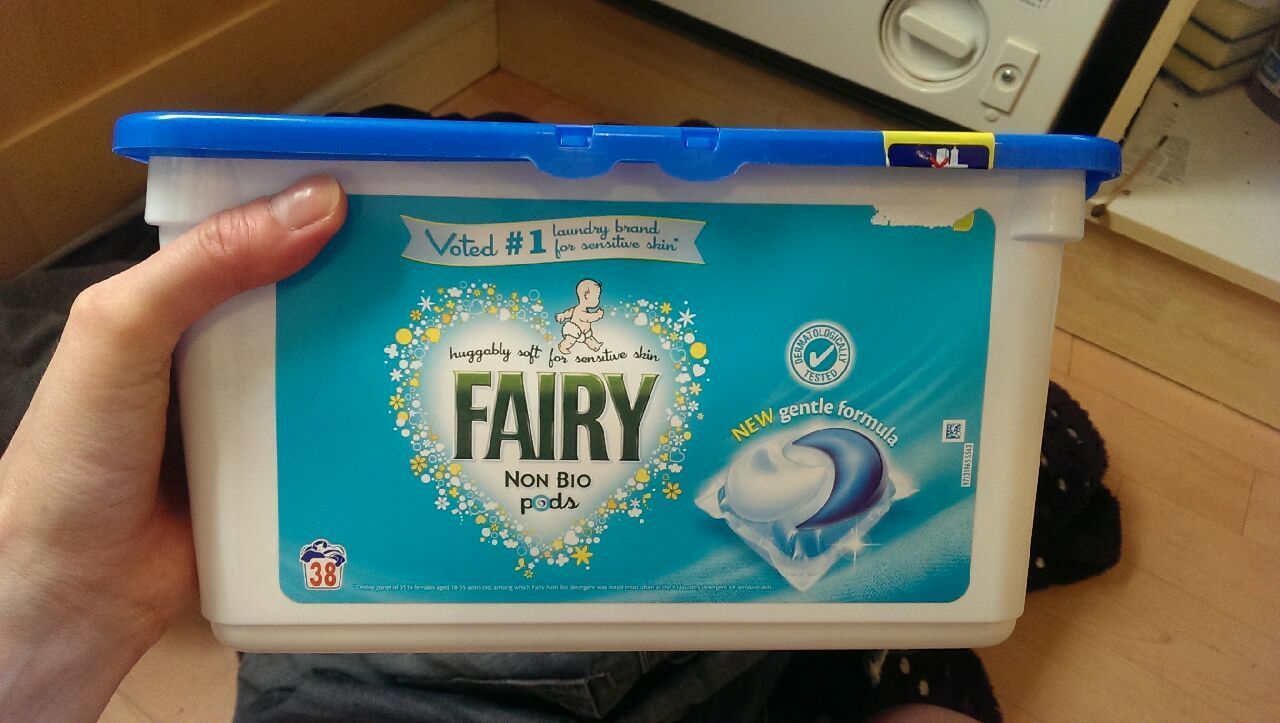 Voted #1 laundry brand
for sensitive skin*
huggably soft for sensitive skin
FAIRY
NON BIO
pods
DERMATOLOGICALLY
TESTED
NEW gentle formula
38